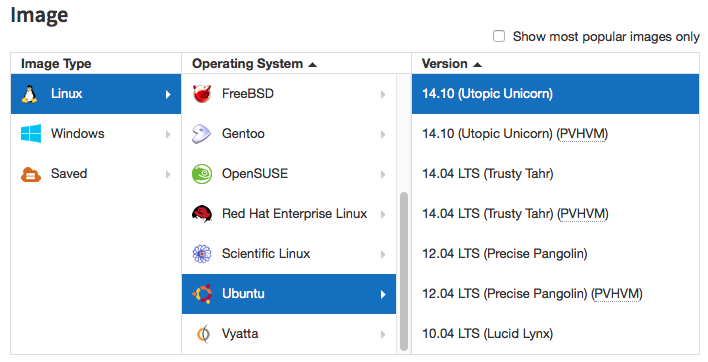 Image
Show most popular images only
Image Type
Linux
Windows
Saved
Operating System
FreeBSD
Gentoo
OpenSUSE
Red Hat Enterprise Linux
Scientific Linux
Ubuntu
Vyatta
Version
14.10 (Utopic Unicorn)
14.10 (Utopic Unicorn) (PVHVM)
14.04 LTS (Trusty Tahr)
14.04 LTS (Trusty Tahr) (PVHVM)
12.04 LTS (Precise Pangolin)
12.04 LTS (Precise Pangolin) (PVHVM)
10.04 LTS (Lucid Lynx)